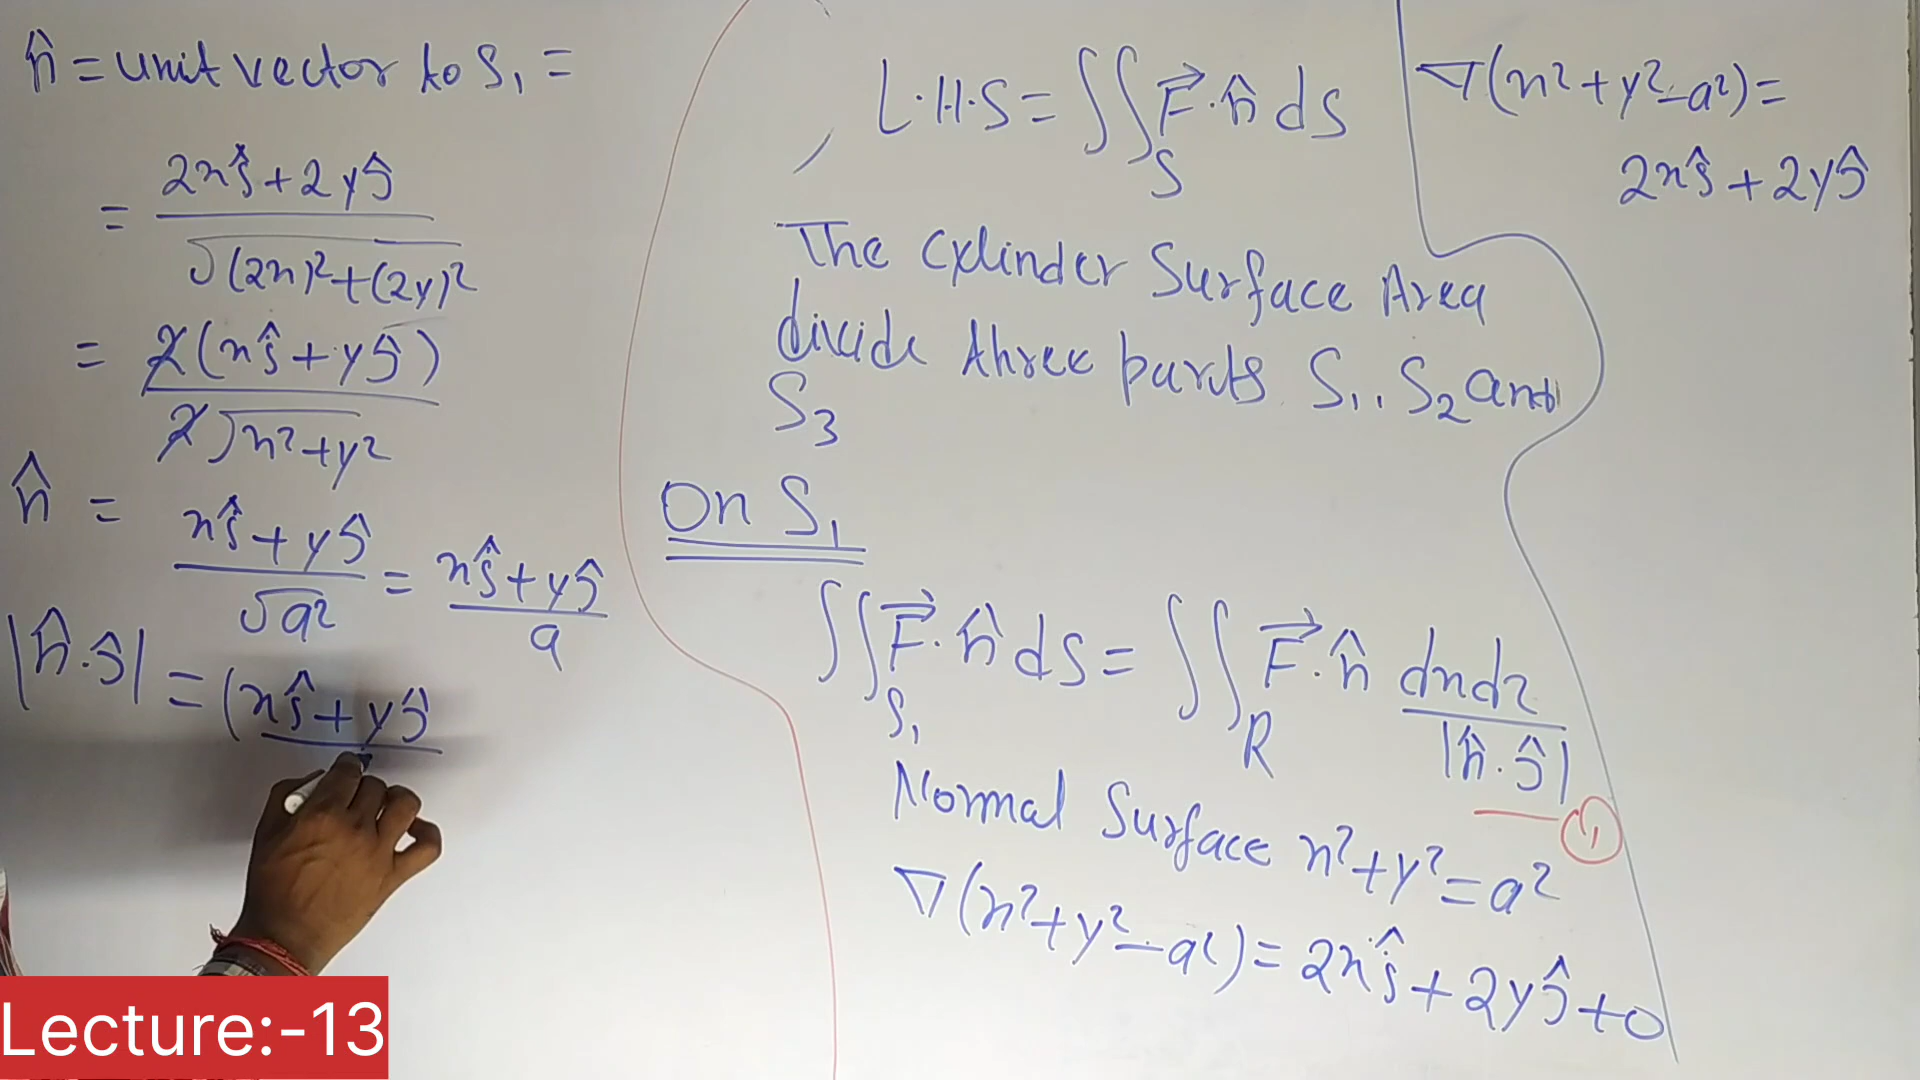 n̂ = unit vector to S₁ =
= 2xî + 2yĵ / √(2x)² + (2y)²
= 2(xî + yĵ) / 2√x² + y²
n̂ = xî + yĵ / √a² = xî + yĵ / a
|n̂.ĵ| = (xî + yĵ
L.H.S = ∬_S F⃗.n̂ ds
The Cylinder Surface Area
divide three parts S₁, S₂ and
S₃
On S₁
∬_S₁ F⃗.n̂ ds = ∬_R F⃗.n̂ dxdz / |n̂.ĵ| — ①
Normal Surface x² + y² = a²
∇(x² + y² - a²) = 2xî + 2yĵ + 0
∇(x² + y² - a²) =
2xî + 2yĵ
Lecture:-13